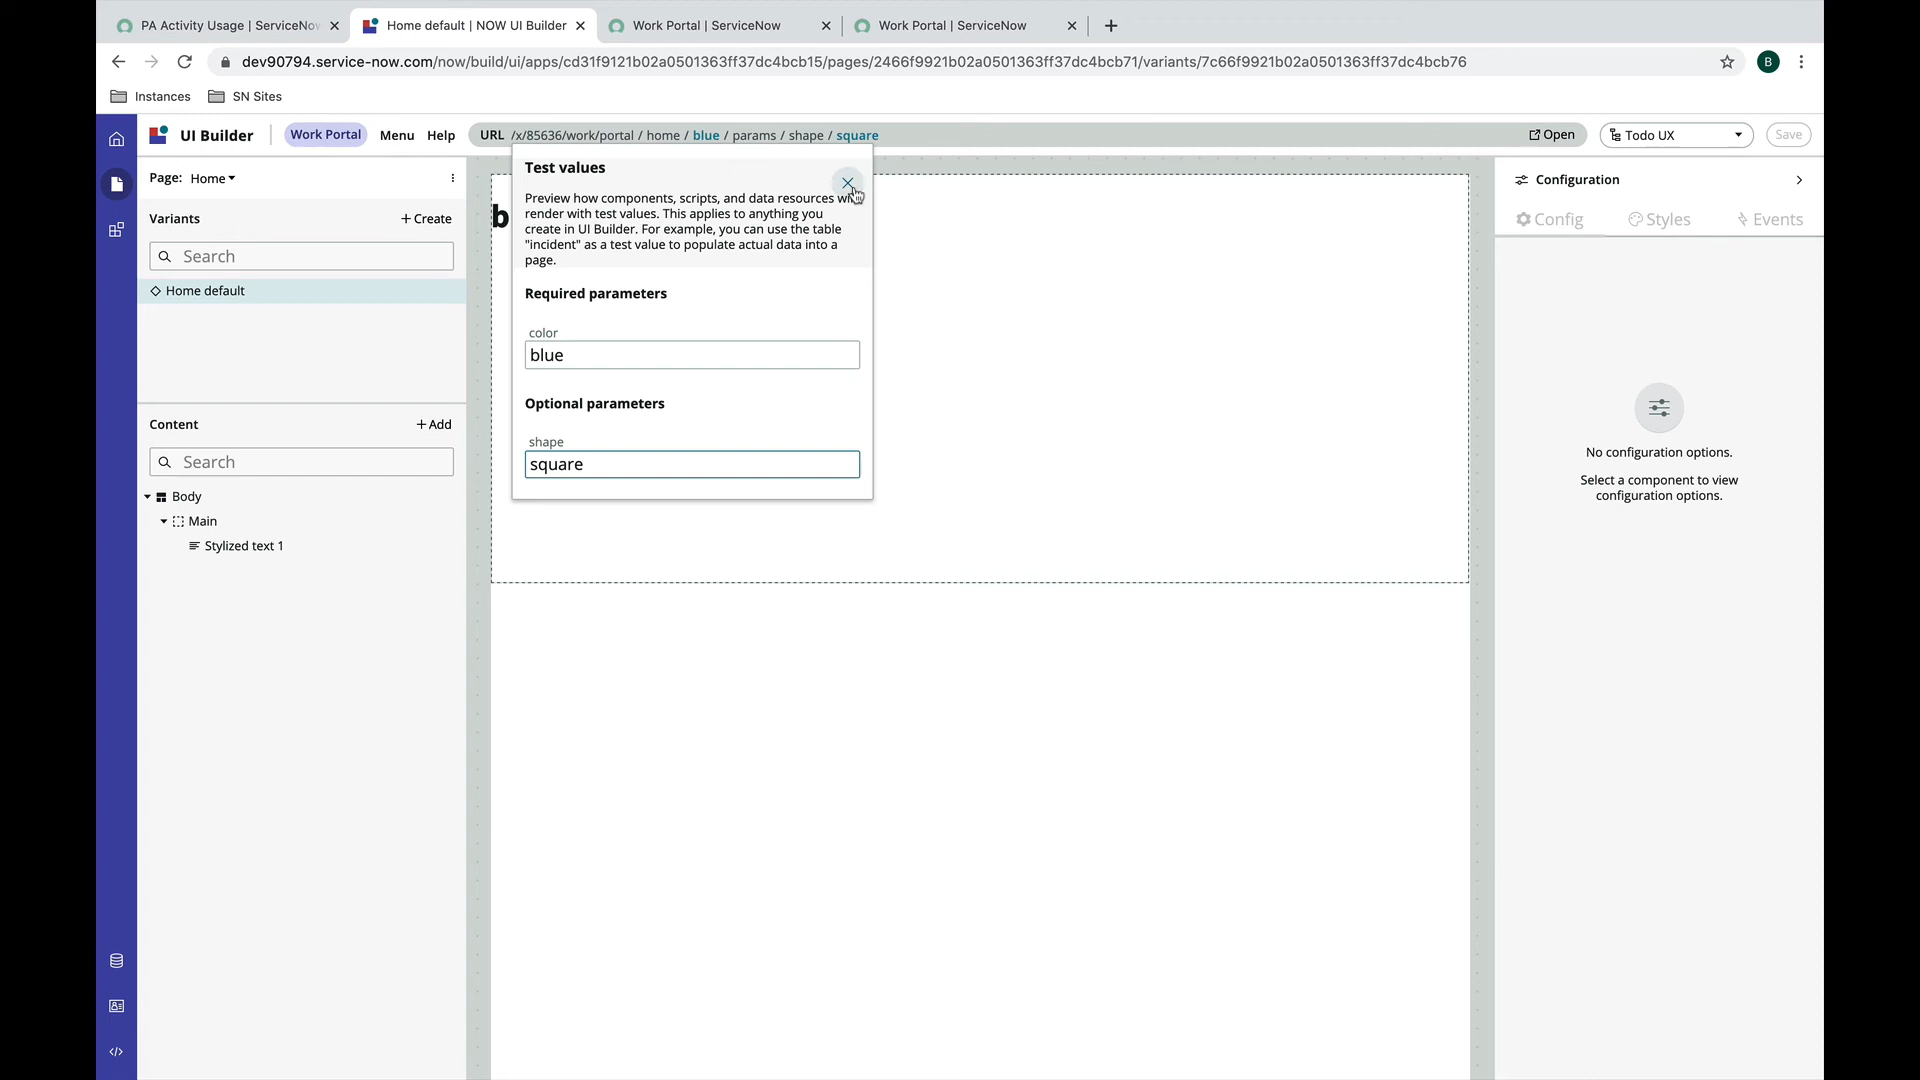 PA Activity Usage | ServiceNow
Home default | NOW UI Builder
Work Portal | ServiceNow
Work Portal | ServiceNow
dev90794.service-now.com/now/build/ui/apps/cd31f9121b02a0501363ff37dc4bcb15/pages/2466f9921b02a0501363ff37dc4bcb71/variants/7c66f9921b02a0501363ff37dc4bcb76
B
Instances
SN Sites
UI Builder
Work Portal
Menu
Help
URL /x/85636/work/portal / home / blue / params / shape / square
Open
Todo UX
Save
Page: Home
Variants
+ Create
Search
Home default
Content
+ Add
Search
Body
Main
Stylized text 1
b
Test values
Preview how components, scripts, and data resources will
render with test values. This applies to anything you
create in UI Builder. For example, you can use the table
"incident" as a test value to populate actual data into a
page.
Required parameters
color
blue
Optional parameters
shape
square
Configuration
Config
Styles
Events
No configuration options.
Select a component to view
configuration options.